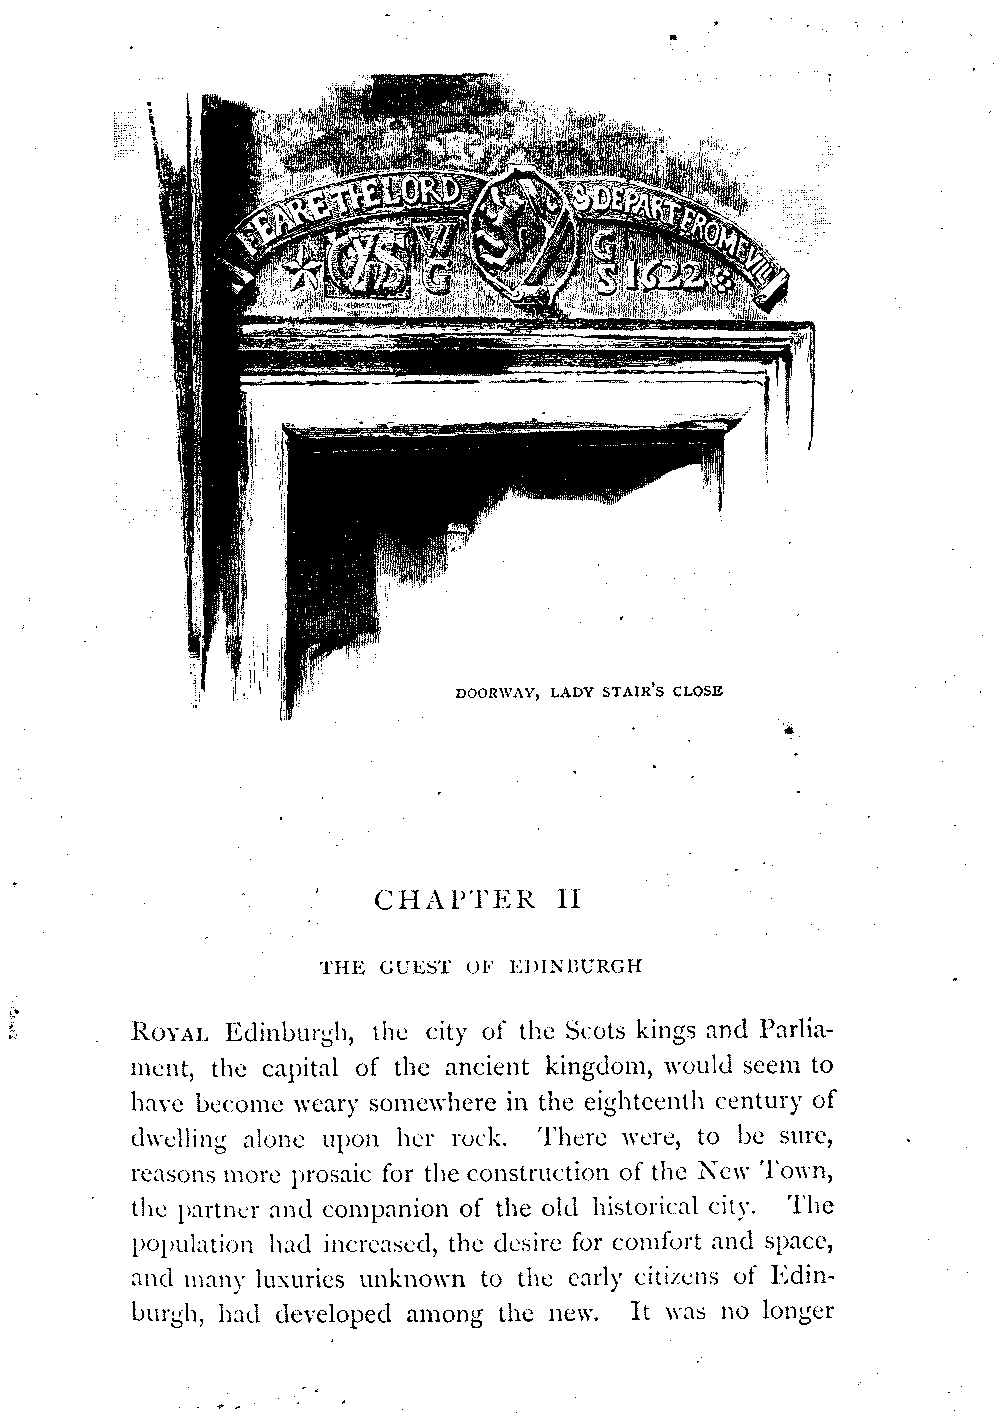 FEARE THE LORD & DEPART FROM EVILL
W
G
G
S 1622
DOORWAY, LADY STAIR'S CLOSE
CHAPTER II
THE GUEST OF EDINBURGH
ROYAL Edinburgh, the city of the Scots kings and Parlia-
ment, the capital of the ancient kingdom, would seem to
have become weary somewhere in the eighteenth century of
dwelling alone upon her rock. There were, to be sure,
reasons more prosaic for the construction of the New Town,
the partner and companion of the old historical city. The
population had increased, the desire for comfort and space,
and many luxuries unknown to the early citizens of Edin-
burgh, had developed among the new. It was no longer